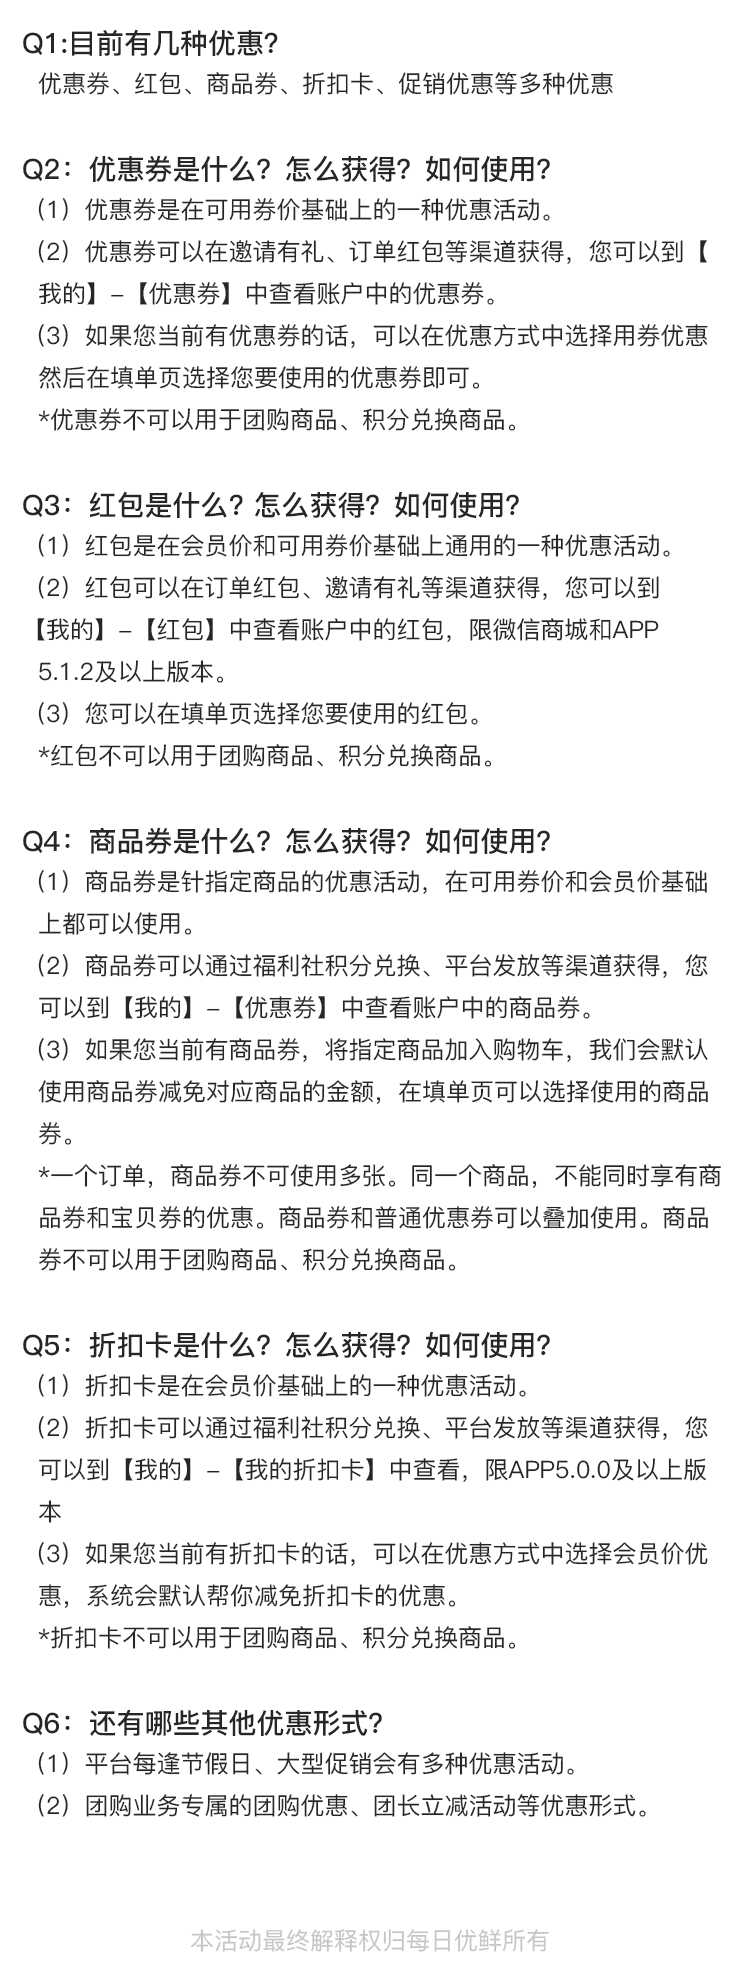 Q1:目前有几种优惠?
优惠券、红包、商品券、折扣卡、促销优惠等多种优惠
Q2：优惠券是什么？怎么获得？如何使用?
（1）优惠券是在可用券价基础上的一种优惠活动。
（2）优惠券可以在邀请有礼、订单红包等渠道获得，您可以到【
我的】–【优惠券】中查看账户中的优惠券。
（3）如果您当前有优惠券的话，可以在优惠方式中选择用券优惠
然后在填单页选择您要使用的优惠券即可。
*优惠券不可以用于团购商品、积分兑换商品。
Q3：红包是什么? 怎么获得？如何使用?
（1）红包是在会员价和可用券价基础上通用的一种优惠活动。
（2）红包可以在订单红包、邀请有礼等渠道获得，您可以到
【我的】–【红包】中查看账户中的红包，限微信商城和APP
5.1.2及以上版本。
（3）您可以在填单页选择您要使用的红包。
*红包不可以用于团购商品、积分兑换商品。
Q4：商品券是什么？怎么获得？如何使用?
（1）商品券是针指定商品的优惠活动，在可用券价和会员价基础
上都可以使用。
（2）商品券可以通过福利社积分兑换、平台发放等渠道获得，您
可以到【我的】–【优惠券】中查看账户中的商品券。
（3）如果您当前有商品券，将指定商品加入购物车，我们会默认
使用商品券减免对应商品的金额，在填单页可以选择使用的商品
券。
*一个订单，商品券不可使用多张。同一个商品，不能同时享有商
品券和宝贝券的优惠。商品券和普通优惠券可以叠加使用。商品
券不可以用于团购商品、积分兑换商品。
Q5：折扣卡是什么？怎么获得？如何使用?
（1）折扣卡是在会员价基础上的一种优惠活动。
（2）折扣卡可以通过福利社积分兑换、平台发放等渠道获得，您
可以到【我的】–【我的折扣卡】中查看，限APP5.0.0及以上版
本
（3）如果您当前有折扣卡的话，可以在优惠方式中选择会员价优
惠，系统会默认帮你减免折扣卡的优惠。
*折扣卡不可以用于团购商品、积分兑换商品。
Q6：还有哪些其他优惠形式?
（1）平台每逢节假日、大型促销会有多种优惠活动。
（2）团购业务专属的团购优惠、团长立减活动等优惠形式。
本活动最终解释权归每日优鲜所有